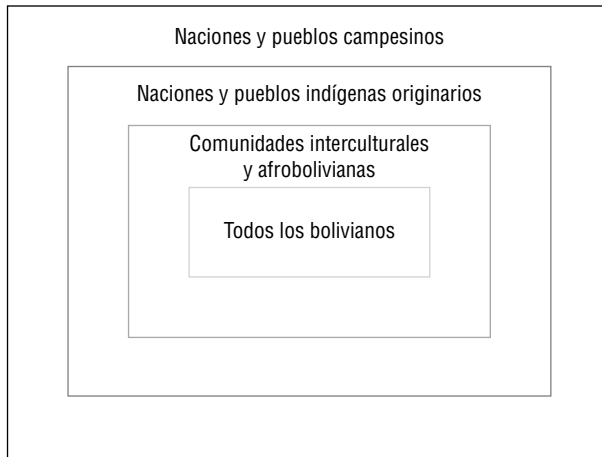 Naciones y pueblos campesinos
Naciones y pueblos indígenas originarios
Comunidades interculturales
y afrobolivianas
Todos los bolivianos